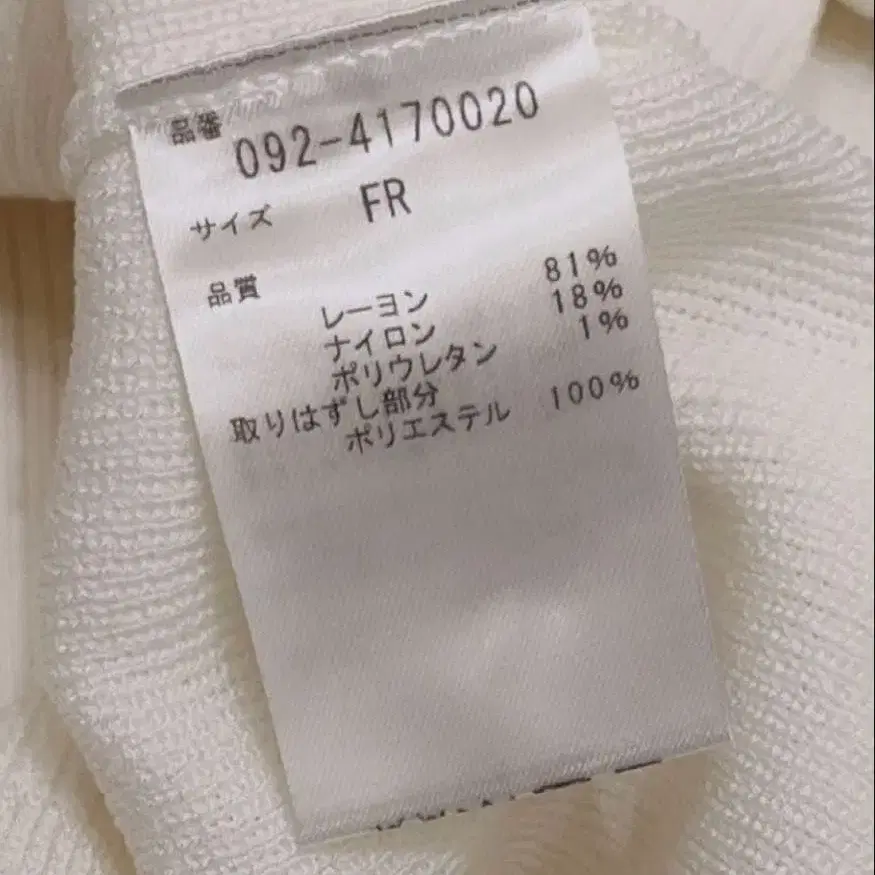 品番 092-4170020
サイズ FR
品質
レーヨン 81%
ナイロン 18%
ポリウレタン 1%
取りはずし部分
ポリエステル 100%